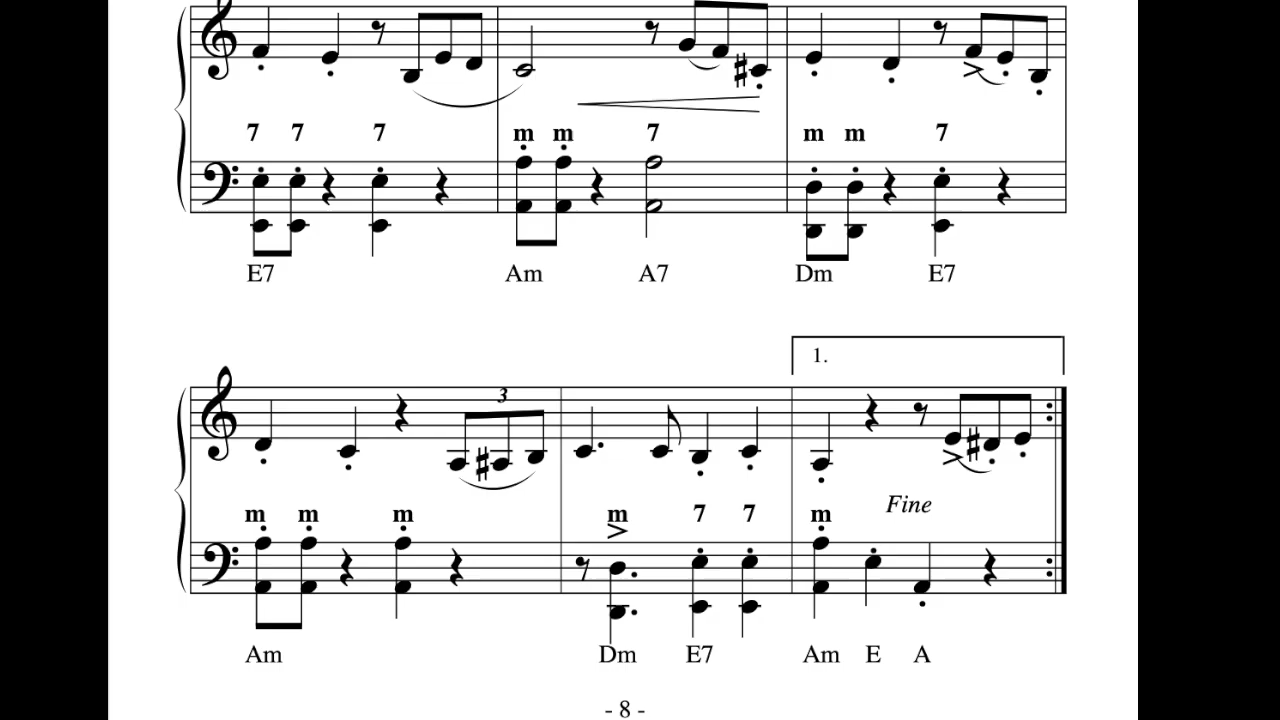 7 7 7 m m 7 m m 7
E7 Am A7 Dm E7
1.
3
Fine
m m m m 7 7 m
Am Dm E7 Am E A
- 8 -